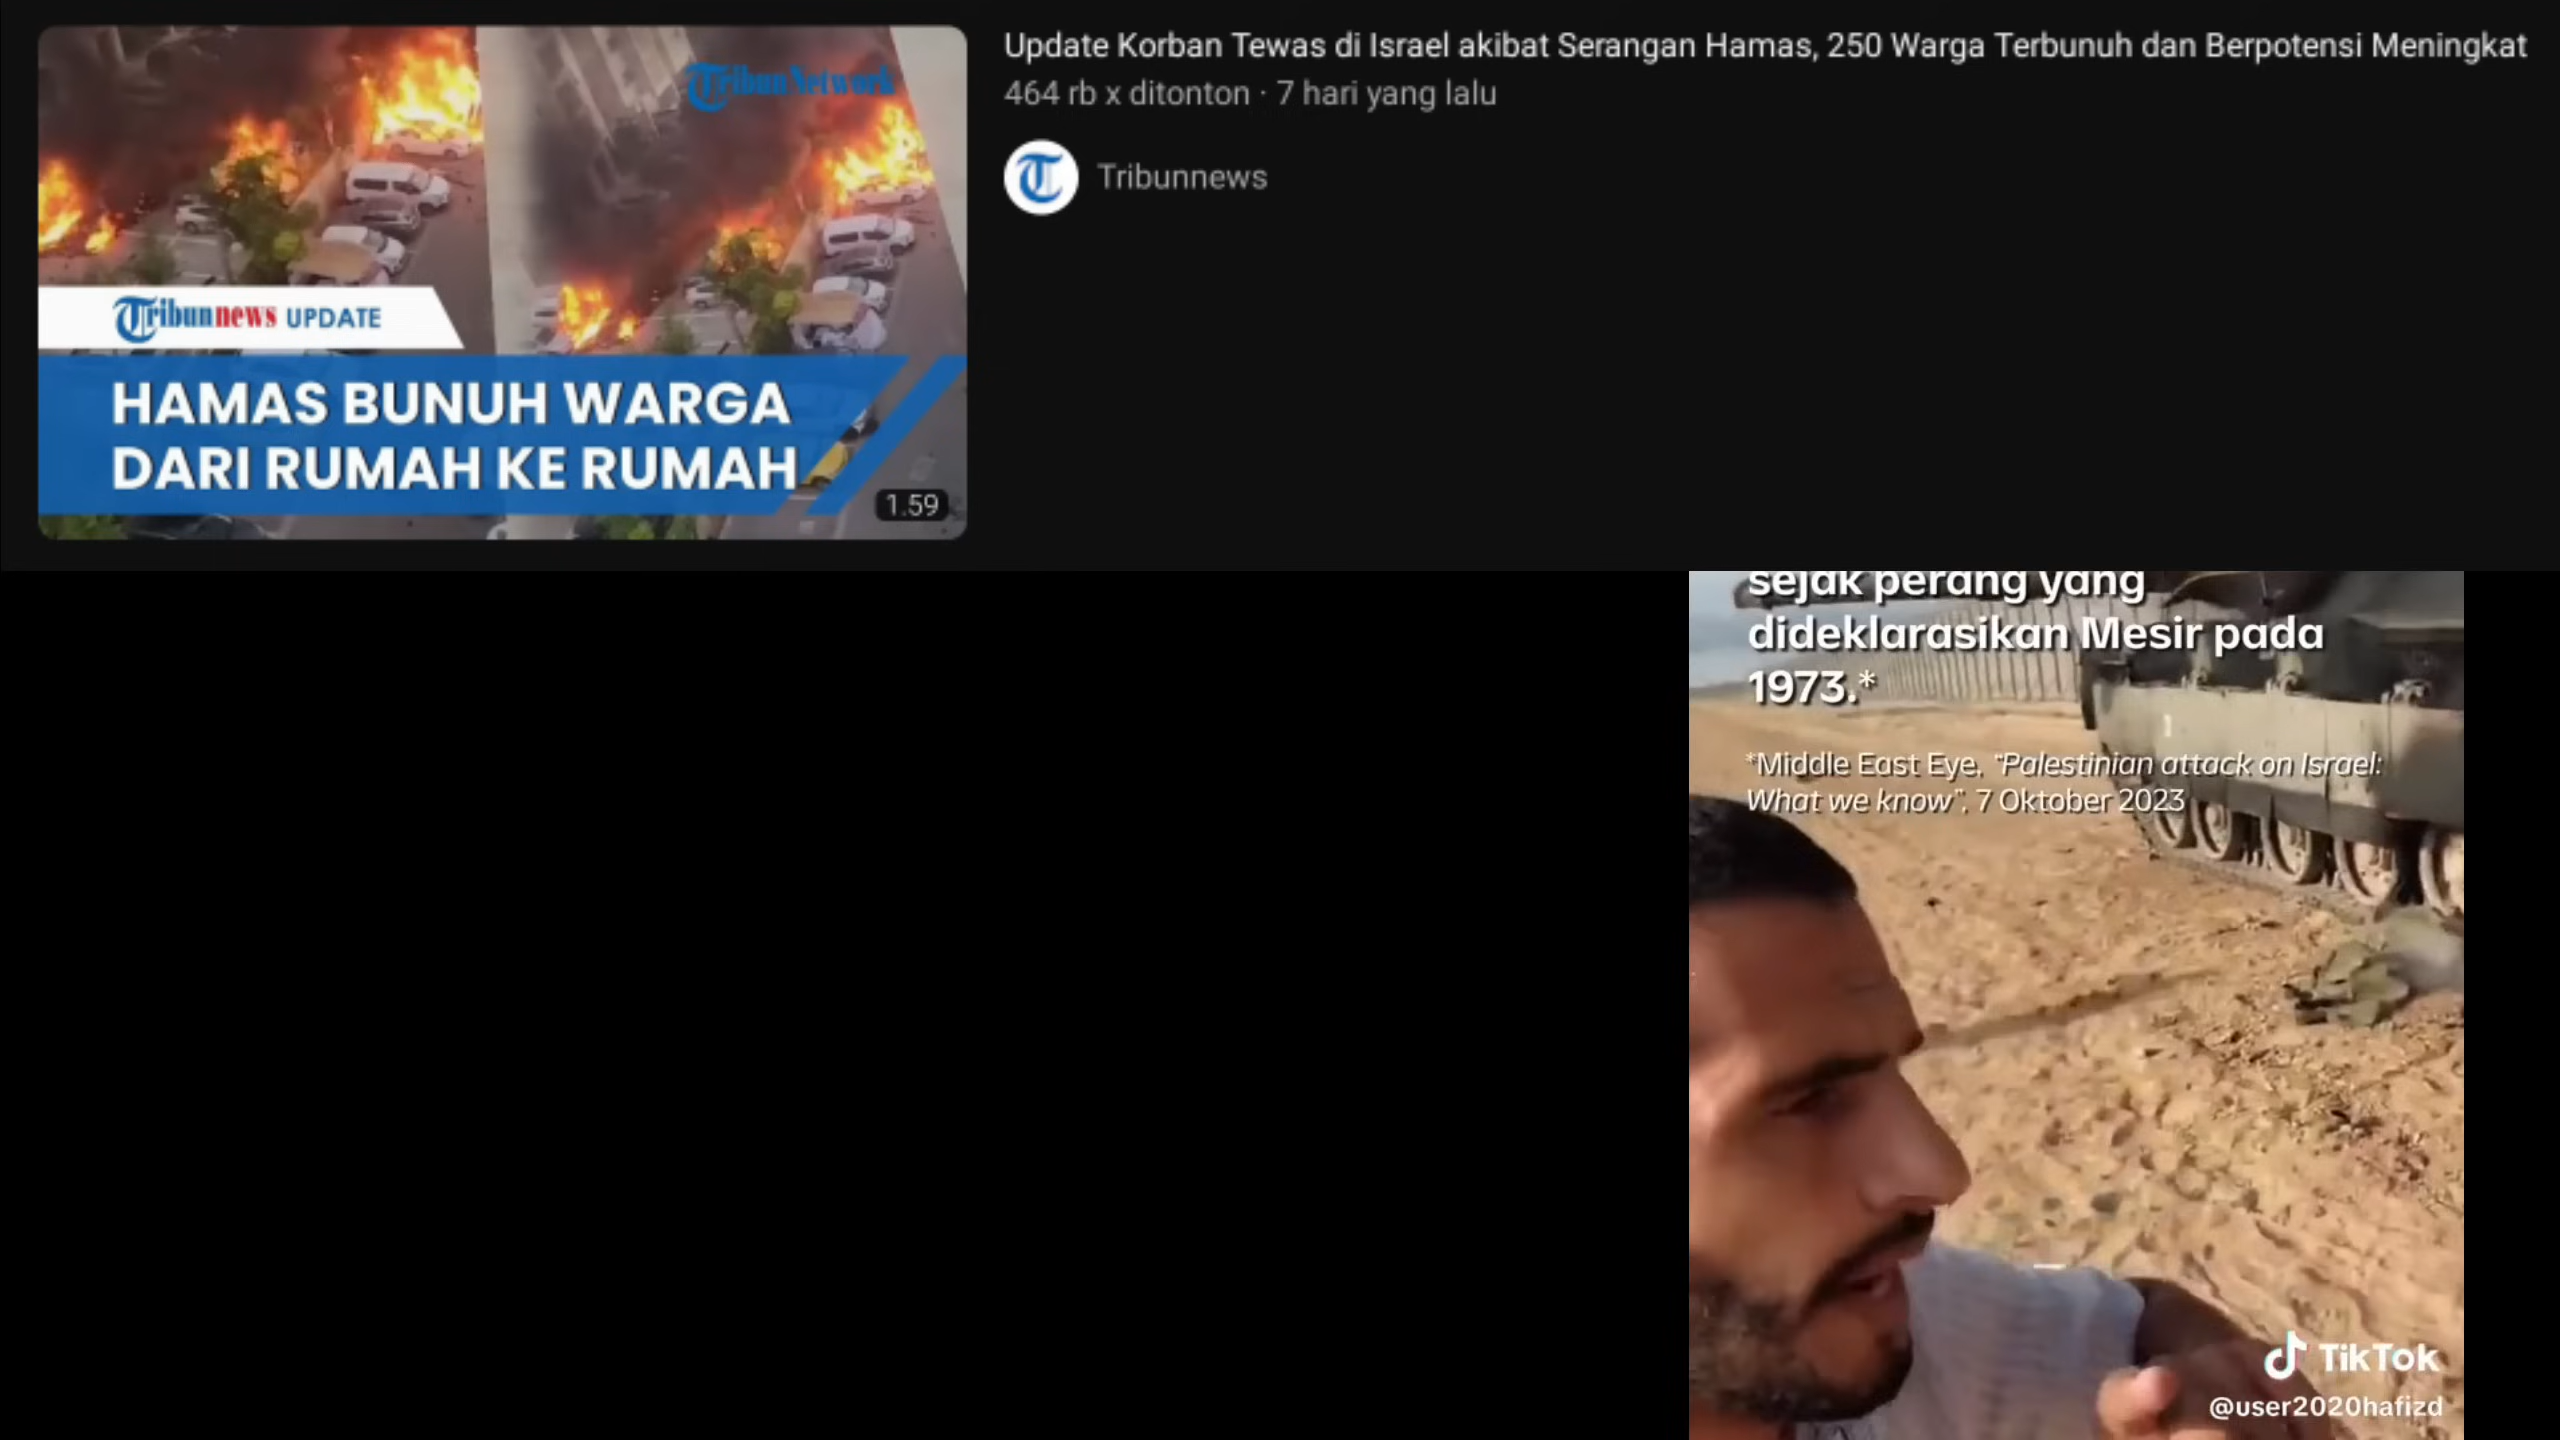 Update Korban Tewas di Israel akibat Serangan Hamas, 250 Warga Terbunuh dan Berpotensi Meningkat
464 rb x ditonton · 7 hari yang lalu
Tribunnews
Tribun Network
Tribunnews UPDATE
HAMAS BUNUH WARGA
DARI RUMAH KE RUMAH
1.59
sejak perang yang
dideklarasikan Mesir pada
1973.*
*Middle East Eye, "Palestinian attack on Israel:
What we know", 7 Oktober 2023
TikTok
@user2020hafizd